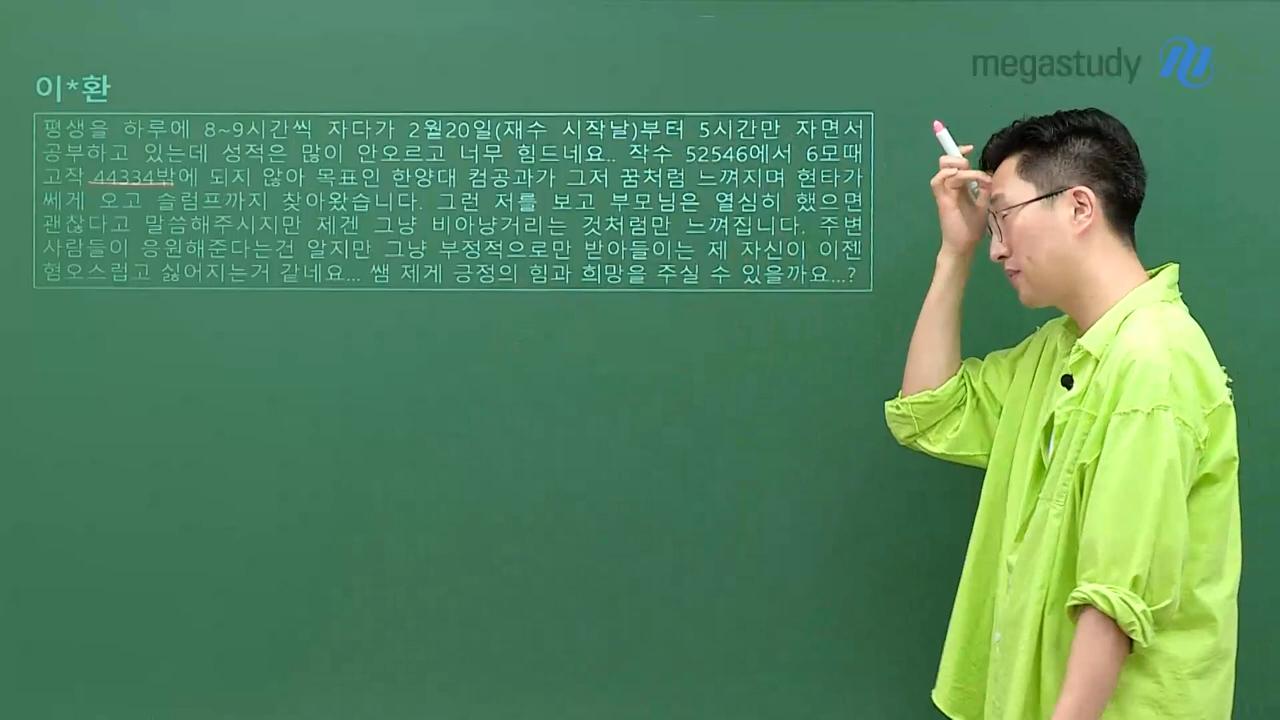 megastudy
이*환
평생을 하루에 8~9시간씩 자다가 2월20일(재수 시작날)부터 5시간만 자면서
공부하고 있는데 성적은 많이 안오르고 너무 힘드네요.. 작수 52546에서 6모때
고작 44334밖에 되지 않아 목표인 한양대 컴공과가 그저 꿈처럼 느껴지며 현타가
쎄게 오고 슬럼프까지 찾아왔습니다. 그런 저를 보고 부모님은 열심히 했으면
괜찮다고 말씀해주시지만 제겐 그냥 비아냥거리는 것처럼만 느껴집니다. 주변
사람들이 응원해준다는건 알지만 그냥 부정적으로만 받아들이는 제 자신이 이젠
혐오스럽고 싫어지는거 같네요... 쌤 제게 긍정의 힘과 희망을 주실 수 있을까요...?